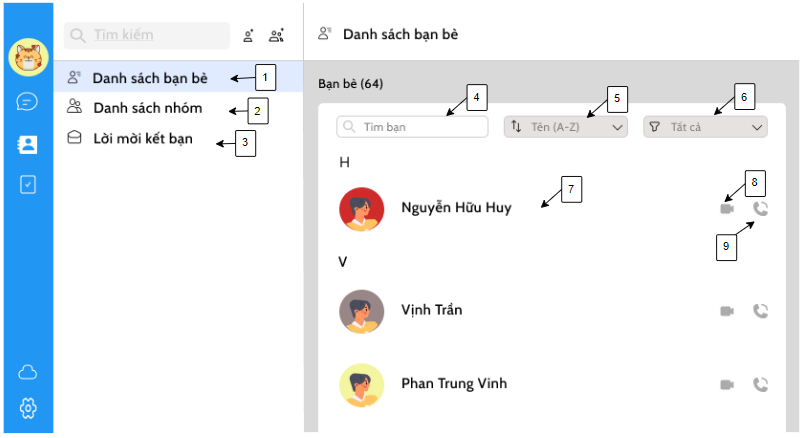 Tìm kiếm
Danh sách bạn bè
1
Danh sách nhóm
2
Lời mời kết bạn
3
Danh sách bạn bè
Bạn bè (64)
4
5
6
Tìm bạn
Tên (A-Z)
Tất cả
H
Nguyễn Hữu Huy
7
8
9
V
Vịnh Trần
Phan Trung Vinh